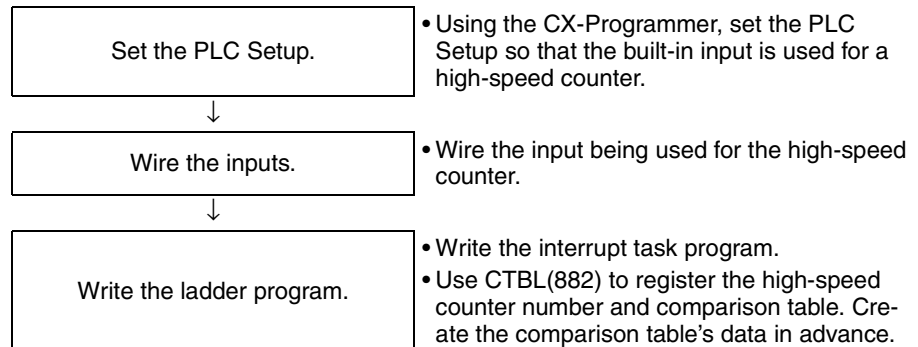 Set the PLC Setup.
• Using the CX-Programmer, set the PLC
Setup so that the built-in input is used for a
high-speed counter.
↓
Wire the inputs.
• Wire the input being used for the high-speed
counter.
↓
Write the ladder program.
• Write the interrupt task program.
• Use CTBL(882) to register the high-speed
counter number and comparison table. Cre-
ate the comparison table's data in advance.